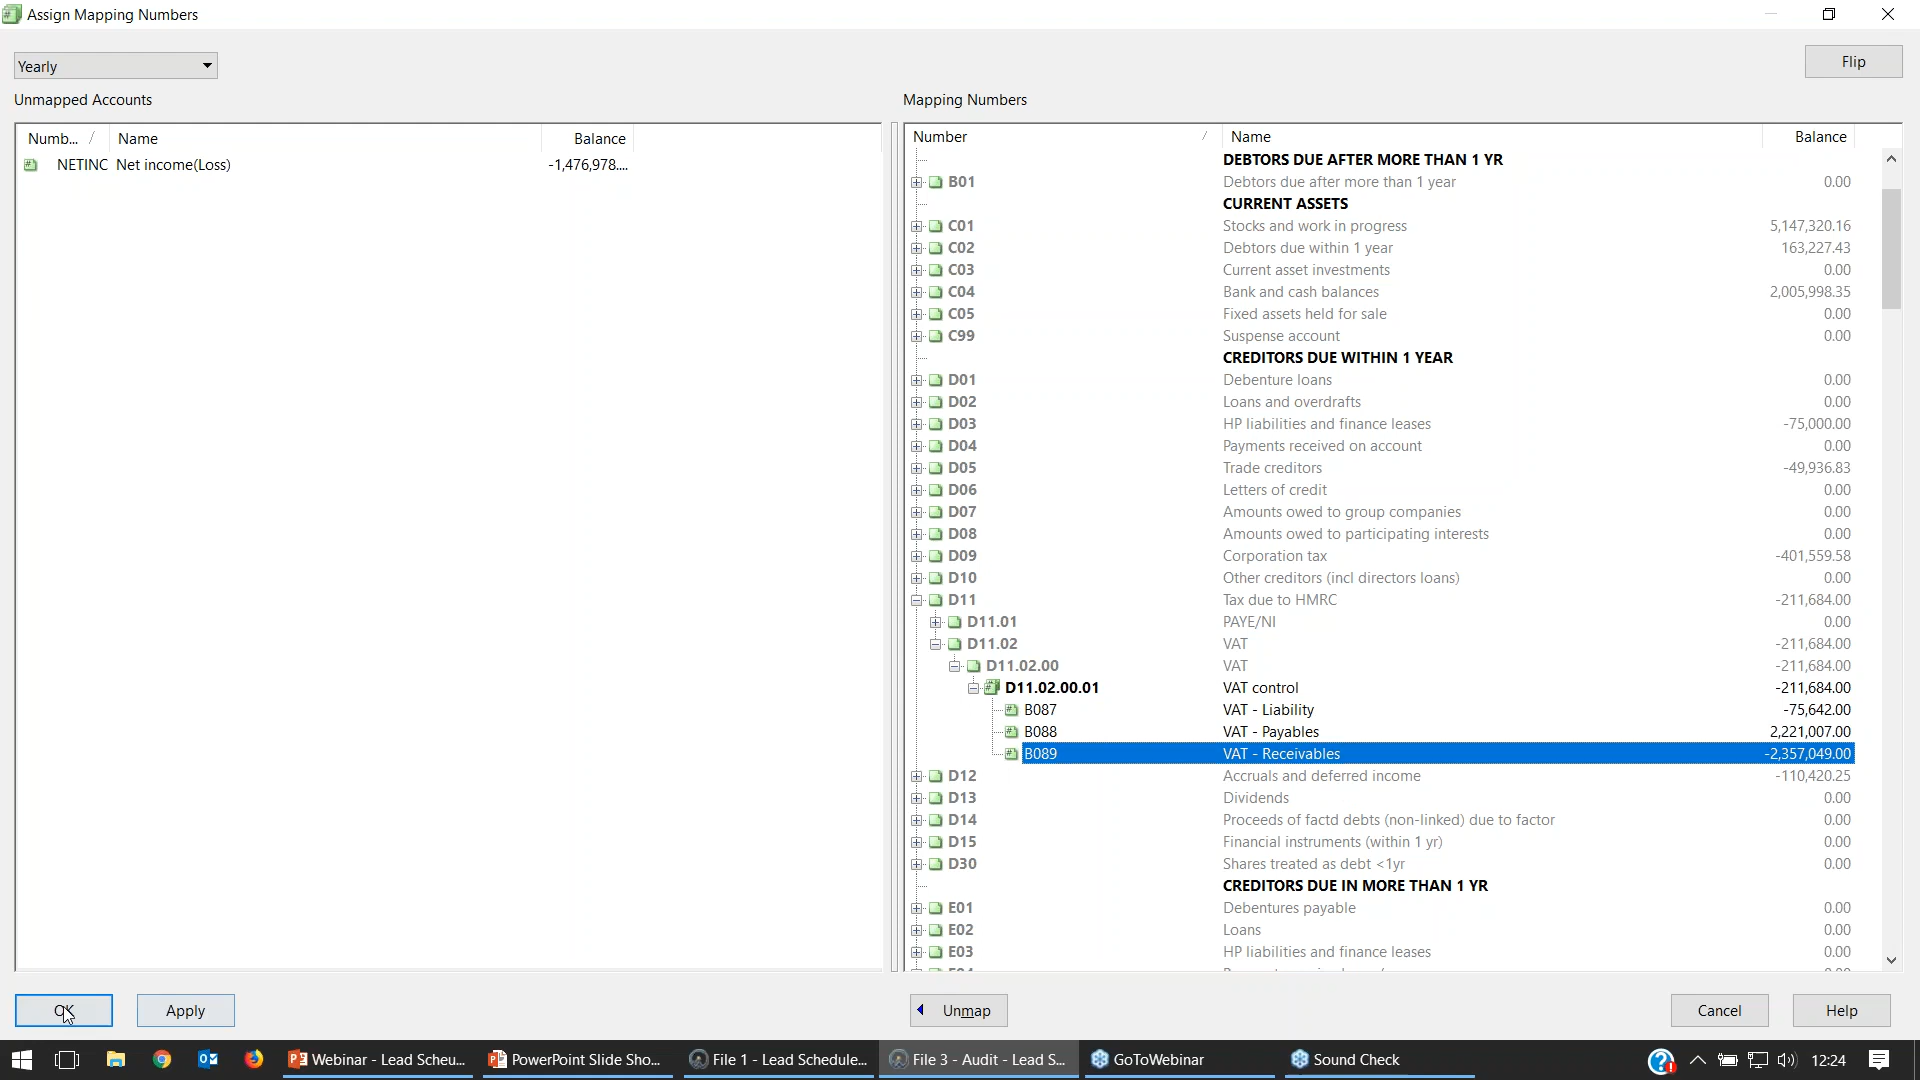 Assign Mapping Numbers
Yearly
Flip
Unmapped Accounts
Mapping Numbers
Numb... / Name Balance
NETINC Net income(Loss) -1,476,978....
Number / Name Balance
DEBTORS DUE AFTER MORE THAN 1 YR
B01 Debtors due after more than 1 year 0.00
CURRENT ASSETS
C01 Stocks and work in progress 5,147,320.16
C02 Debtors due within 1 year 163,227.43
C03 Current asset investments 0.00
C04 Bank and cash balances 2,005,998.35
C05 Fixed assets held for sale 0.00
C99 Suspense account 0.00
CREDITORS DUE WITHIN 1 YEAR
D01 Debenture loans 0.00
D02 Loans and overdrafts 0.00
D03 HP liabilities and finance leases -75,000.00
D04 Payments received on account 0.00
D05 Trade creditors -49,936.83
D06 Letters of credit 0.00
D07 Amounts owed to group companies 0.00
D08 Amounts owed to participating interests 0.00
D09 Corporation tax -401,559.58
D10 Other creditors (incl directors loans) 0.00
D11 Tax due to HMRC -211,684.00
D11.01 PAYE/NI 0.00
D11.02 VAT -211,684.00
D11.02.00 VAT -211,684.00
D11.02.00.01 VAT control -211,684.00
B087 VAT - Liability -75,642.00
B088 VAT - Payables 2,221,007.00
B089 VAT - Receivables -2,357,049.00
D12 Accruals and deferred income -110,420.25
D13 Dividends 0.00
D14 Proceeds of factd debts (non-linked) due to factor 0.00
D15 Financial instruments (within 1 yr) 0.00
D30 Shares treated as debt <1yr 0.00
CREDITORS DUE IN MORE THAN 1 YR
E01 Debentures payable 0.00
E02 Loans 0.00
E03 HP liabilities and finance leases 0.00
OK Apply Unmap Cancel Help
Webinar - Lead Scheu... PowerPoint Slide Sho... File 1 - Lead Schedule... File 3 - Audit - Lead S... GoToWebinar Sound Check 12:24